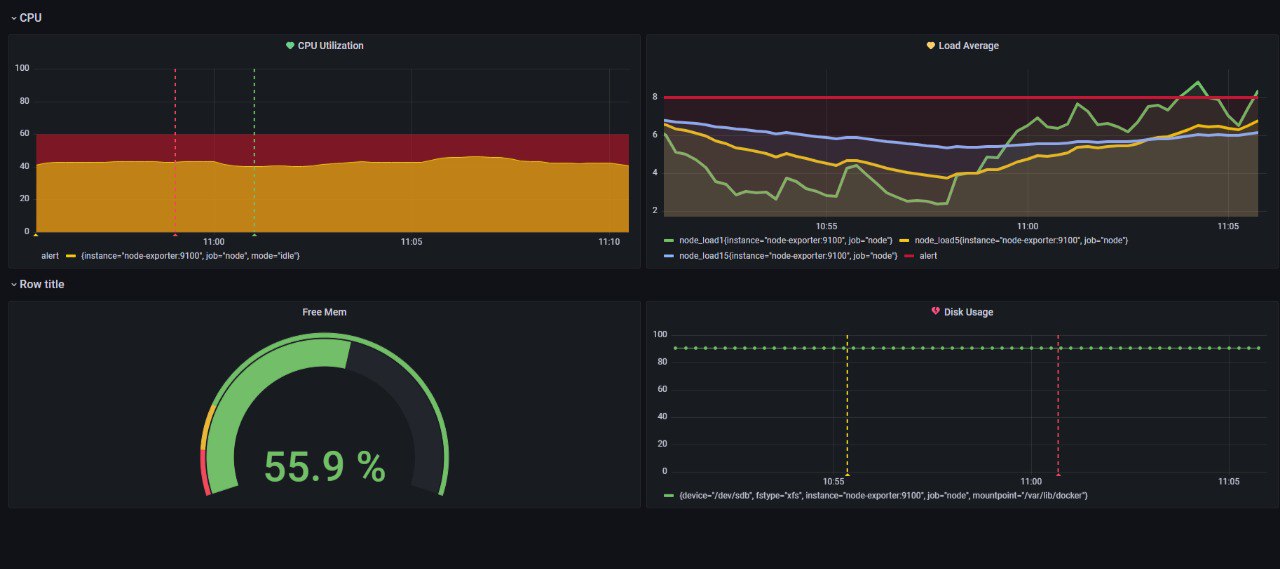 CPU
CPU Utilization
100
80
60
40
20
0
11:00 11:05 11:10
alert {instance="node-exporter:9100", job="node", mode="idle"}
Load Average
8
6
4
2
10:55 11:00 11:05
node_load1{instance="node-exporter:9100", job="node"} node_load5{instance="node-exporter:9100", job="node"}
node_load15{instance="node-exporter:9100", job="node"} alert
Row title
Free Mem
55.9 %
Disk Usage
100
80
60
40
20
0
10:55 11:00 11:05
{device="/dev/sdb", fstype="xfs", instance="node-exporter:9100", job="node", mountpoint="/var/lib/docker"}